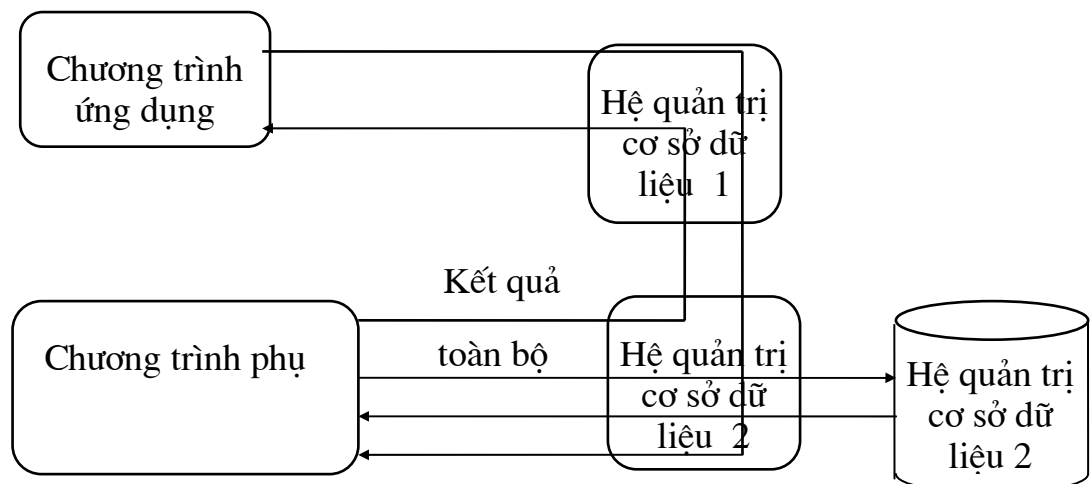 Chương trình
ứng dụng
Hệ quản trị
cơ sở dữ
liệu 1
Kết quả
toàn bộ
Chương trình phụ
Hệ quản trị
cơ sở dữ
liệu 2
Hệ quản trị
cơ sở dữ
liệu 2